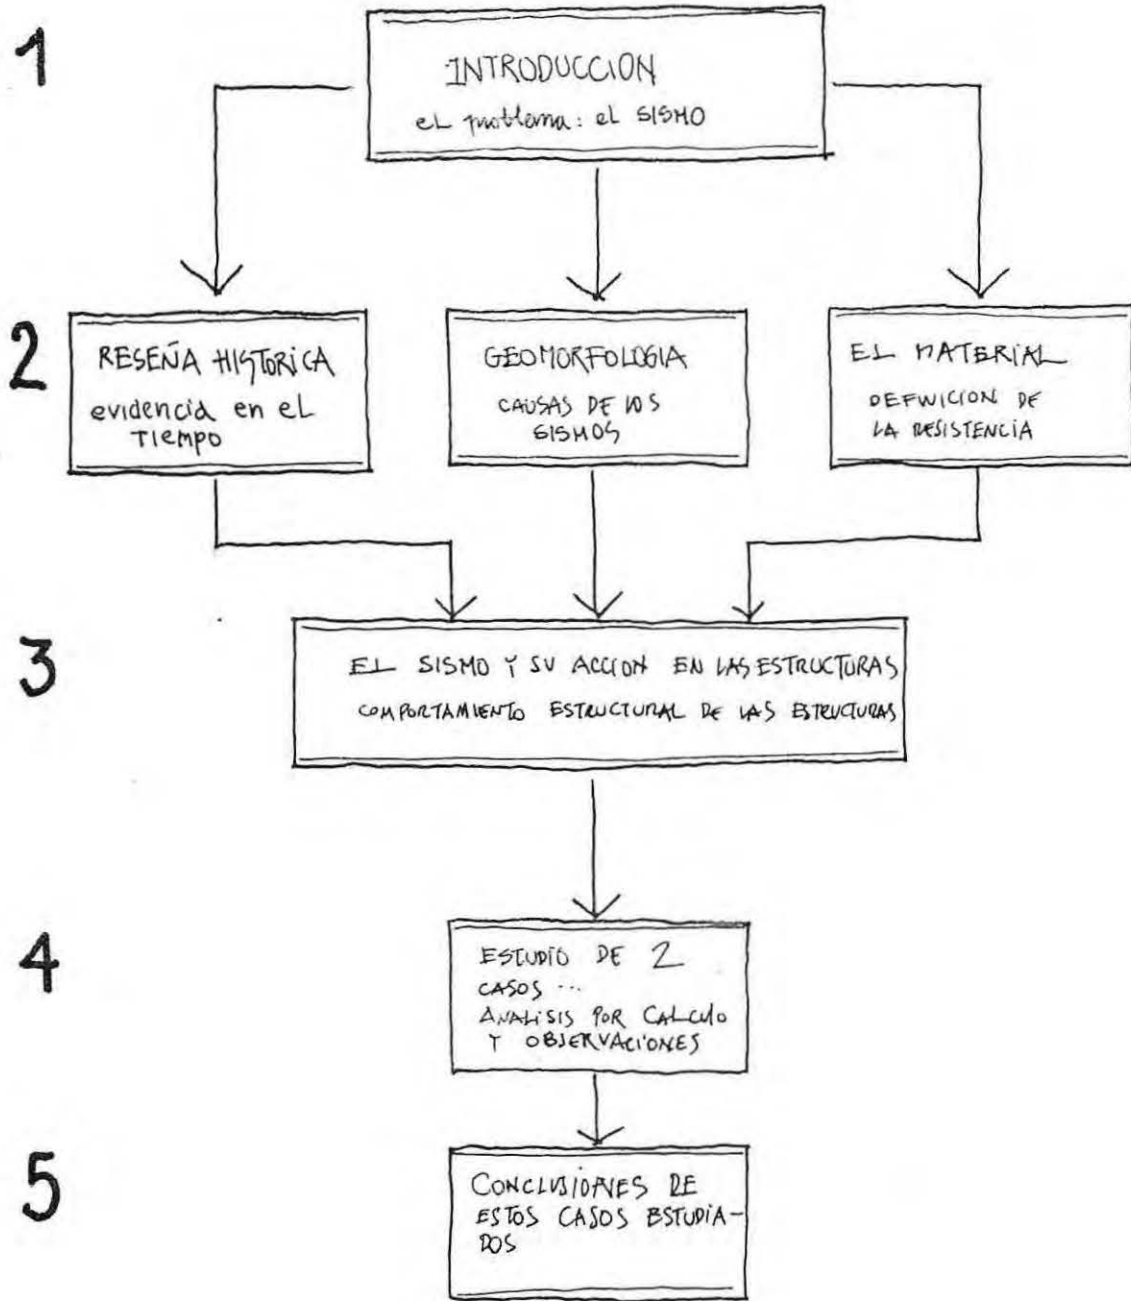 1
INTRODUCCION
el problema: el SISMO
2
RESEÑA HISTORICA
evidencia en el
TIEMPO
GEOMORFOLOGIA
CAUSAS DE LOS
SISMOS
EL MATERIAL
DEFINICION DE
LA RESISTENCIA
3
EL SISMO Y SU ACCION EN LAS ESTRUCTURAS
COMPORTAMIENTO ESTRUCTURAL DE LAS ESTRUCTURAS
4
ESTUDIO DE 2
CASOS ...
ANALISIS POR CALCULO
Y OBSERVACIONES
5
CONCLUSIONES DE
ESTOS CASOS ESTUDIA-
DOS